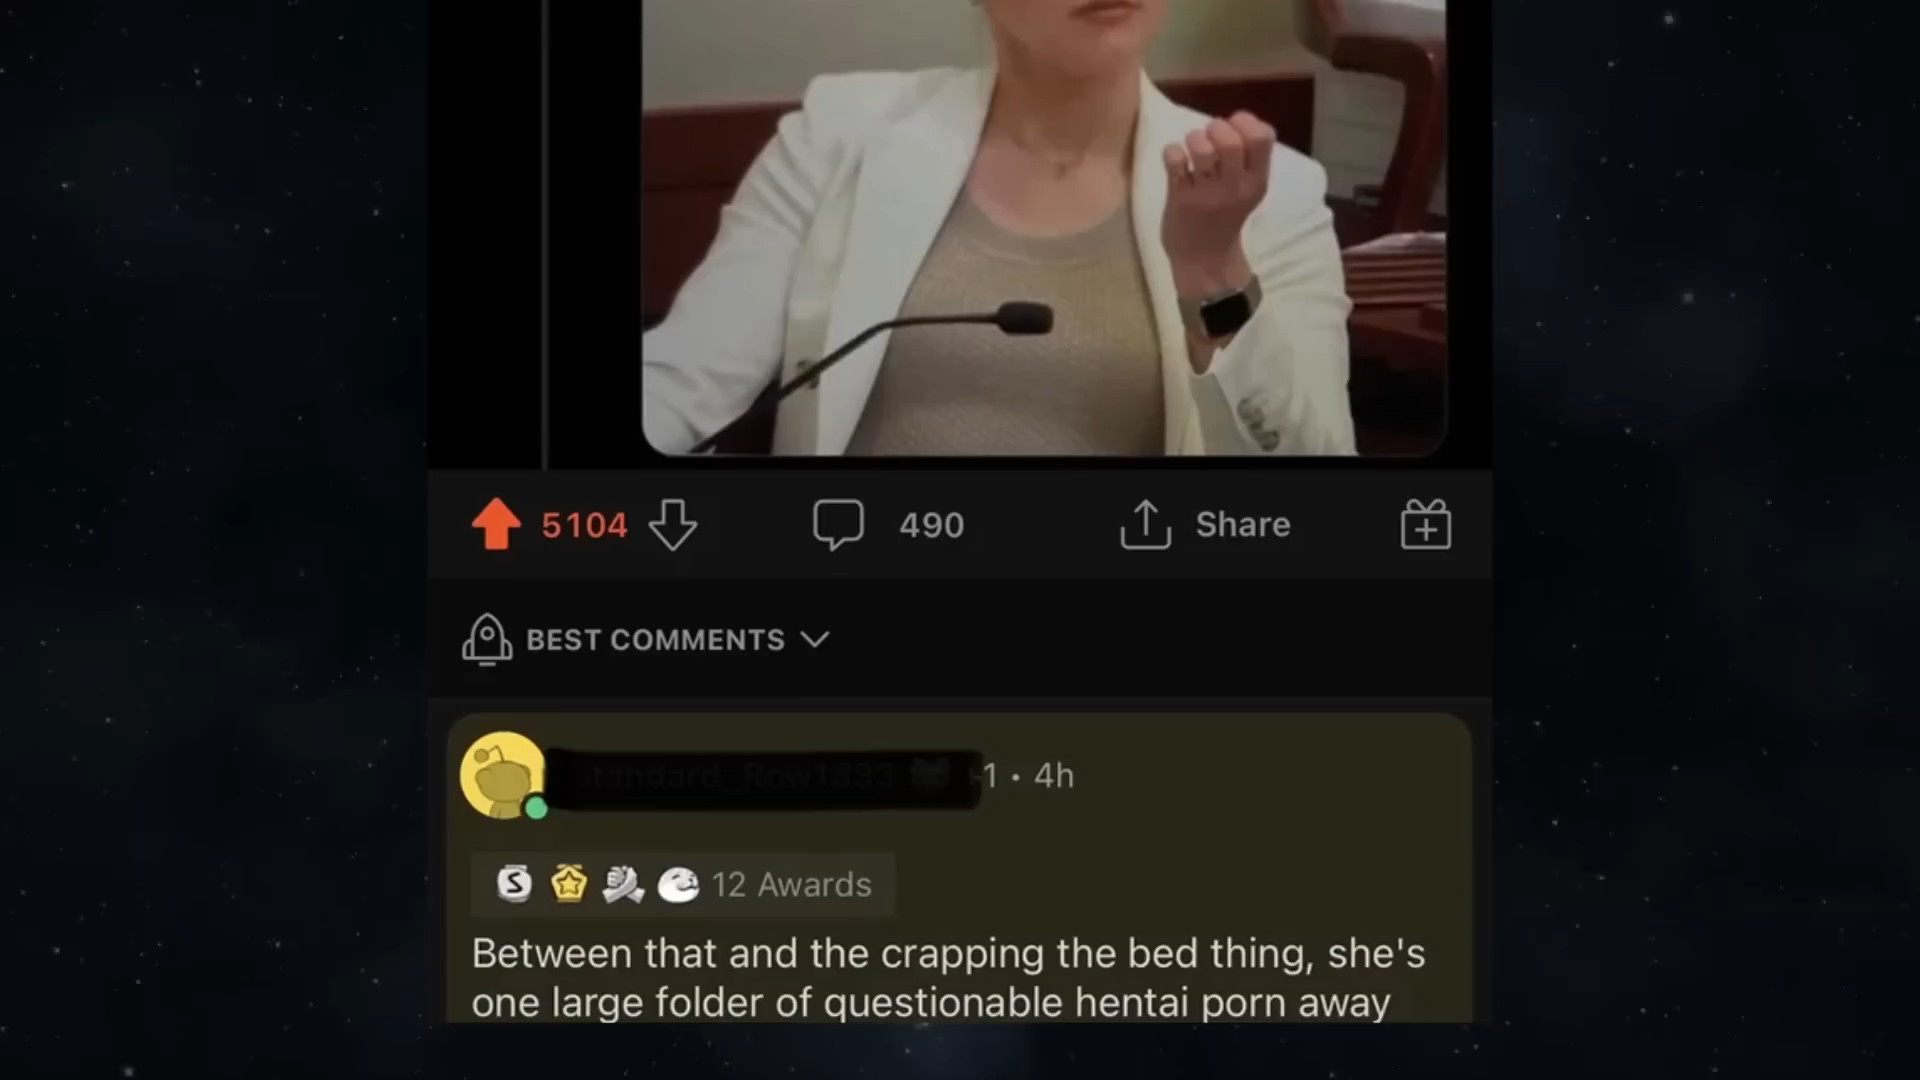 5104 490 Share
BEST COMMENTS
1 • 4h
12 Awards
Between that and the crapping the bed thing, she's
one large folder of questionable hentai porn away